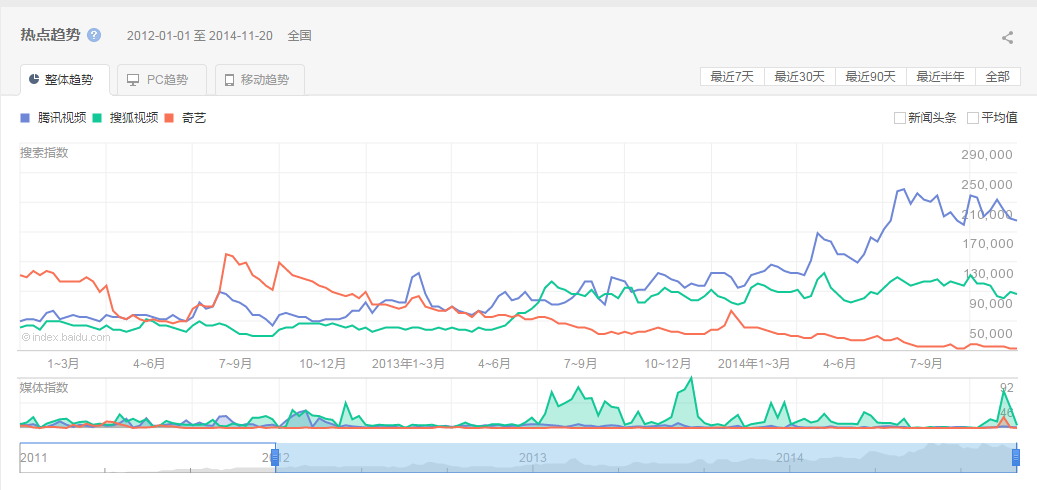 热点趋势 ? 2012-01-01 至 2014-11-20 全国
整体趋势 PC趋势 移动趋势 最近7天 最近30天 最近90天 最近半年 全部
腾讯视频 搜狐视频 奇艺 新闻头条 平均值
搜索指数
290,000
250,000
210,000
170,000
130,000
90,000
50,000
© index.baidu.com
1~3月 4~6月 7~9月 10~12月 2013年1~3月 4~6月 7~9月 10~12月 2014年1~3月 4~6月 7~9月
媒体指数
92
46
2011 2012 2013 2014